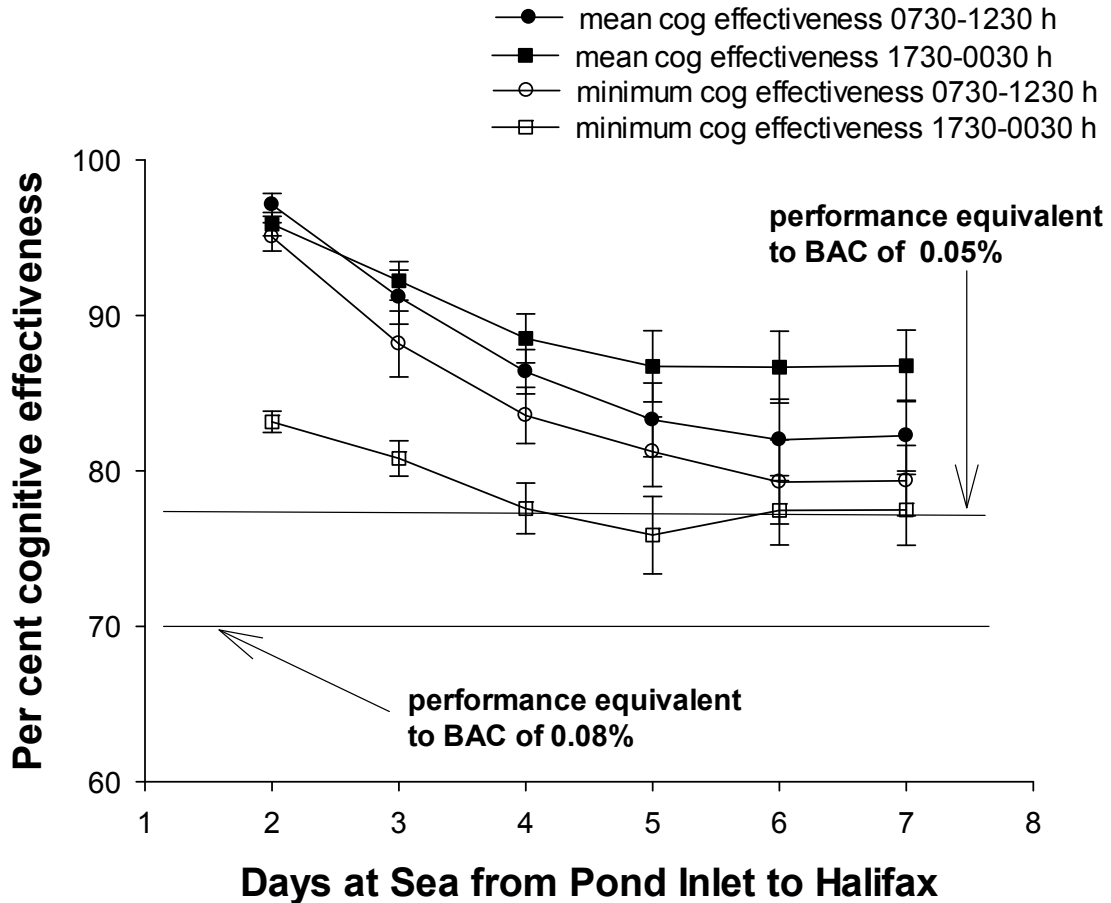 mean cog effectiveness 0730-1230 h
mean cog effectiveness 1730-0030 h
minimum cog effectiveness 0730-1230 h
minimum cog effectiveness 1730-0030 h
Per cent cognitive effectiveness
100
90
80
70
60
performance equivalent
to BAC of 0.05%
performance equivalent
to BAC of 0.08%
1 2 3 4 5 6 7 8
Days at Sea from Pond Inlet to Halifax